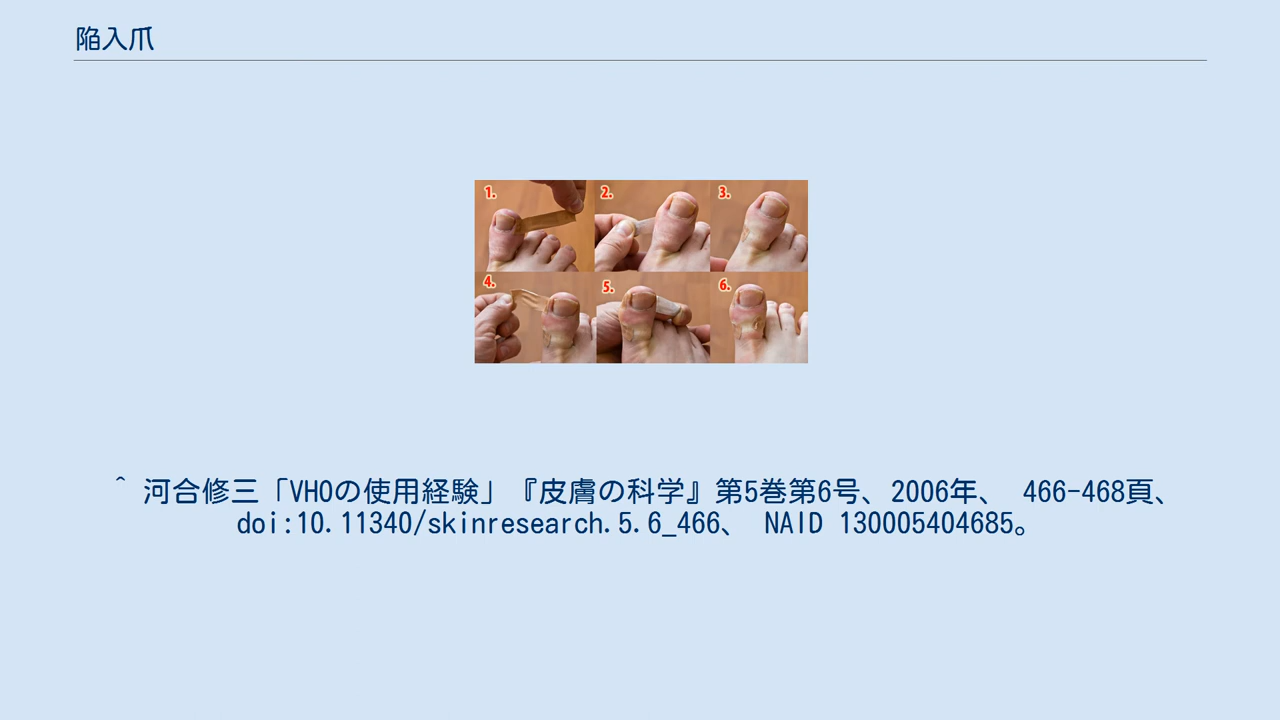 陥入爪
1.
2.
3.
4.
5.
6.
^ 河合修三「VHOの使用経験」『皮膚の科学』第5巻第6号、2006年、 466-468頁、
doi:10.11340/skinresearch.5.6_466、 NAID 130005404685。